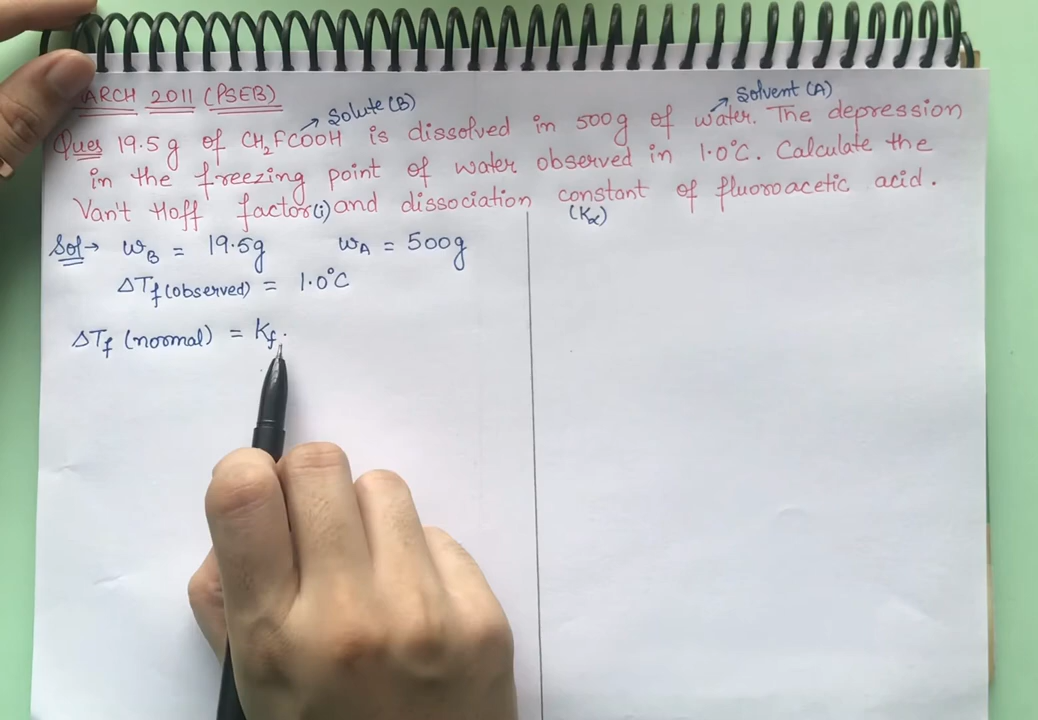 ARCH 2011 (PSEB)
→ Solute (B)
→ Solvent (A)
Ques 19.5 g of CH₂FCOOH is dissolved in 500g of water. The depression
in the freezing point of water observed in 1.0°C. Calculate the
Van't Hoff factor(i) and dissociation constant of fluoroacetic acid.
(Kα)
Sol→ wB = 19.5g wA = 500g
ΔTf (observed) = 1.0°C
ΔTf (normal) = Kf.